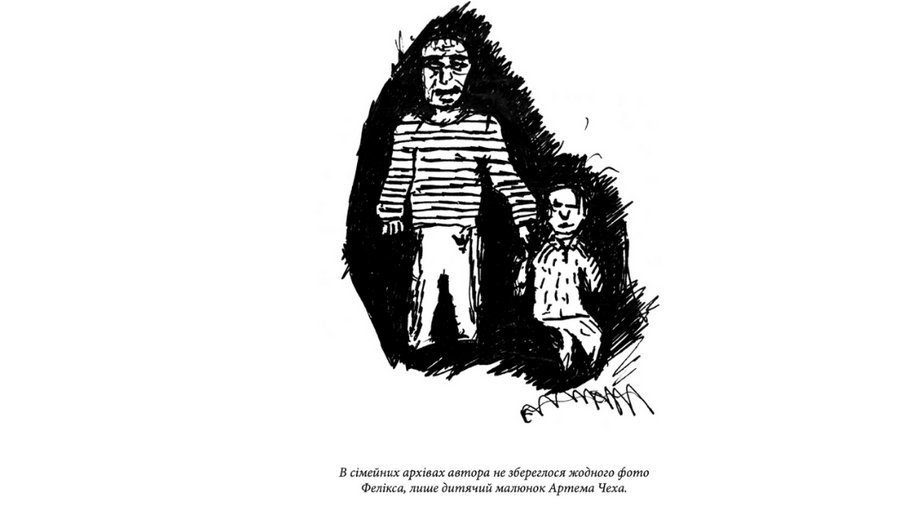 В сімейних архівах автора не збереглося жодного фото
Фелікса, лише дитячий малюнок Артема Чеха.